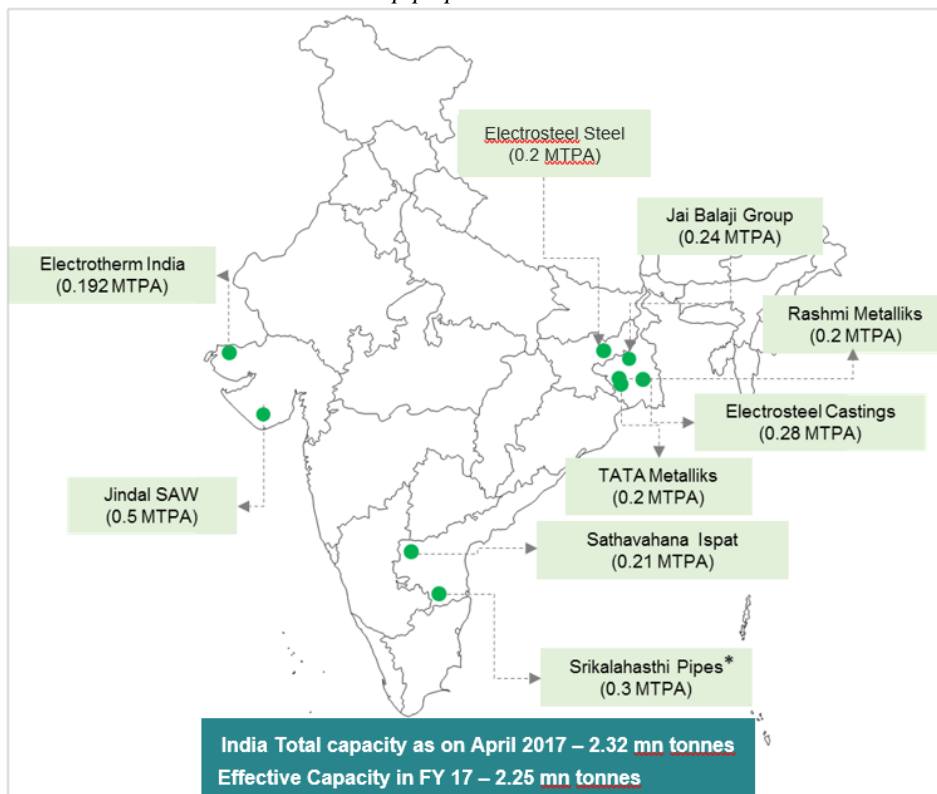 Electrosteel Steel
(0.2 MTPA)
Jai Balaji Group
(0.24 MTPA)
Electrotherm India
(0.192 MTPA)
Rashmi Metalliks
(0.2 MTPA)
Electrosteel Castings
(0.28 MTPA)
TATA Metalliks
(0.2 MTPA)
Jindal SAW
(0.5 MTPA)
Sathavahana Ispat
(0.21 MTPA)
Srikalahasthi Pipes*
(0.3 MTPA)
India Total capacity as on April 2017 – 2.32 mn tonnes
Effective Capacity in FY 17 – 2.25 mn tonnes